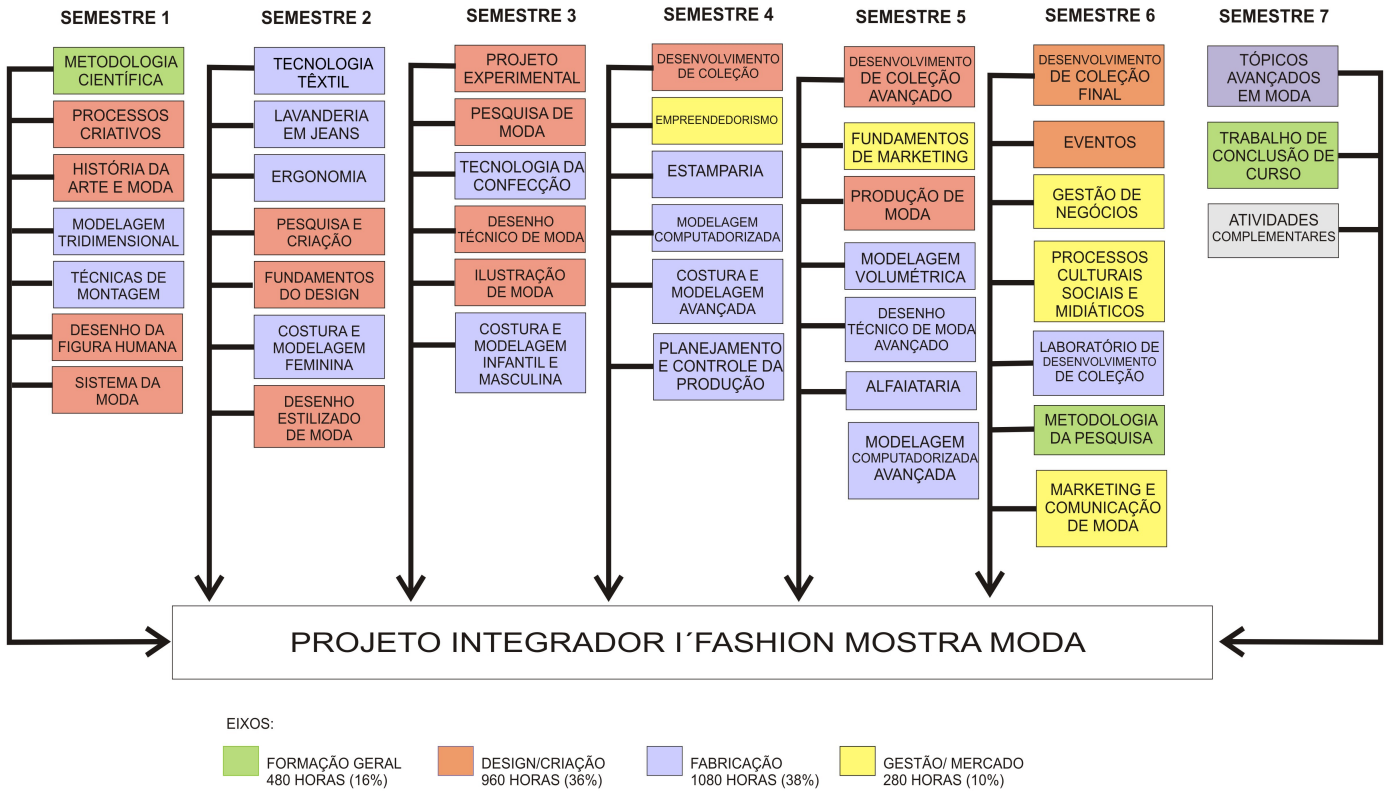 SEMESTRE 1
METODOLOGIA
CIENTÍFICA
PROCESSOS
CRIATIVOS
HISTÓRIA DA
ARTE E MODA
MODELAGEM
TRIDIMENSIONAL
TÉCNICAS DE
MONTAGEM
DESENHO DA
FIGURA HUMANA
SISTEMA DA
MODA
SEMESTRE 2
TECNOLOGIA
TÊXTIL
LAVANDERIA
EM JEANS
ERGONOMIA
PESQUISA E
CRIAÇÃO
FUNDAMENTOS
DO DESIGN
COSTURA E
MODELAGEM
FEMININA
DESENHO
ESTILIZADO
DE MODA
SEMESTRE 3
PROJETO
EXPERIMENTAL
PESQUISA DE
MODA
TECNOLOGIA DA
CONFECÇÃO
DESENHO
TÉCNICO DE MODA
ILUSTRAÇÃO
DE MODA
COSTURA E
MODELAGEM
INFANTIL E
MASCULINA
SEMESTRE 4
DESENVOLVIMENTO
DE COLEÇÃO
EMPREENDEDORISMO
ESTAMPARIA
MODELAGEM
COMPUTADORIZADA
COSTURA E
MODELAGEM
AVANÇADA
PLANEJAMENTO
E CONTROLE DA
PRODUÇÃO
SEMESTRE 5
DESENVOLVIMENTO
DE COLEÇÃO
AVANÇADO
FUNDAMENTOS
DE MARKETING
PRODUÇÃO DE
MODA
MODELAGEM
VOLUMÉTRICA
DESENHO
TÉCNICO DE MODA
AVANÇADO
ALFAIATARIA
MODELAGEM
COMPUTADORIZADA
AVANÇADA
SEMESTRE 6
DESENVOLVIMENTO
DE COLEÇÃO
FINAL
EVENTOS
GESTÃO DE
NEGÓCIOS
PROCESSOS
CULTURAIS
SOCIAIS E
MIDIÁTICOS
LABORATÓRIO DE
DESENVOLVIMENTO
DE COLEÇÃO
METODOLOGIA
DA PESQUISA
MARKETING E
COMUNICAÇÃO
DE MODA
SEMESTRE 7
TÓPICOS
AVANÇADOS
EM MODA
TRABALHO DE
CONCLUSÃO DE
CURSO
ATIVIDADES
COMPLEMENTARES
PROJETO INTEGRADOR I´FASHION MOSTRA MODA
EIXOS:
FORMAÇÃO GERAL
480 HORAS (16%)
DESIGN/CRIAÇÃO
960 HORAS (36%)
FABRICAÇÃO
1080 HORAS (38%)
GESTÃO/ MERCADO
280 HORAS (10%)